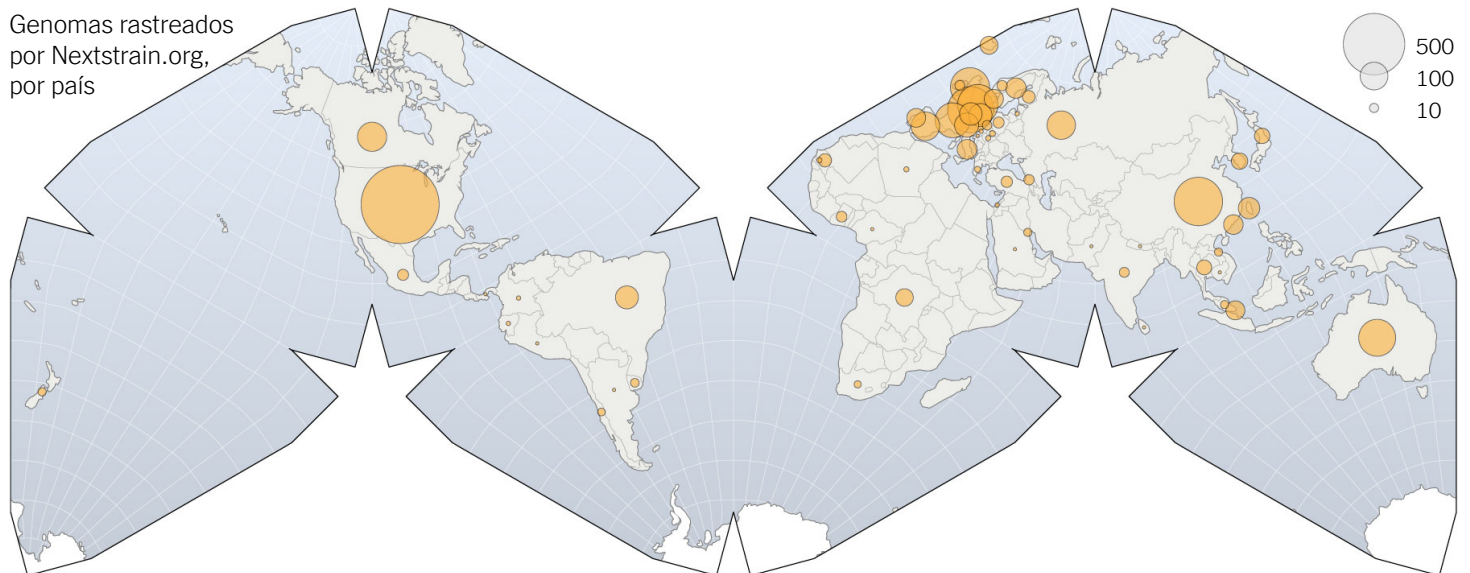 Genomas rastreados
por Nextstrain.org,
por país
500
100
10